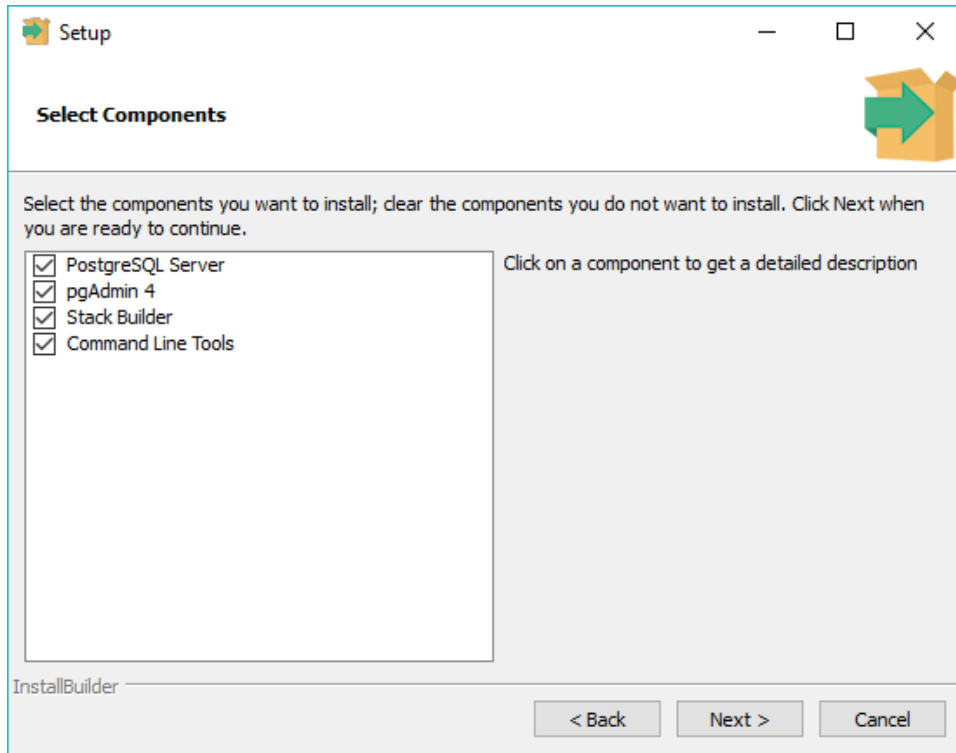 Setup
Select Components
Select the components you want to install; clear the components you do not want to install. Click Next when
you are ready to continue.
PostgreSQL Server
Click on a component to get a detailed description
pgAdmin 4
Stack Builder
Command Line Tools
InstallBuilder
< Back
Next >
Cancel